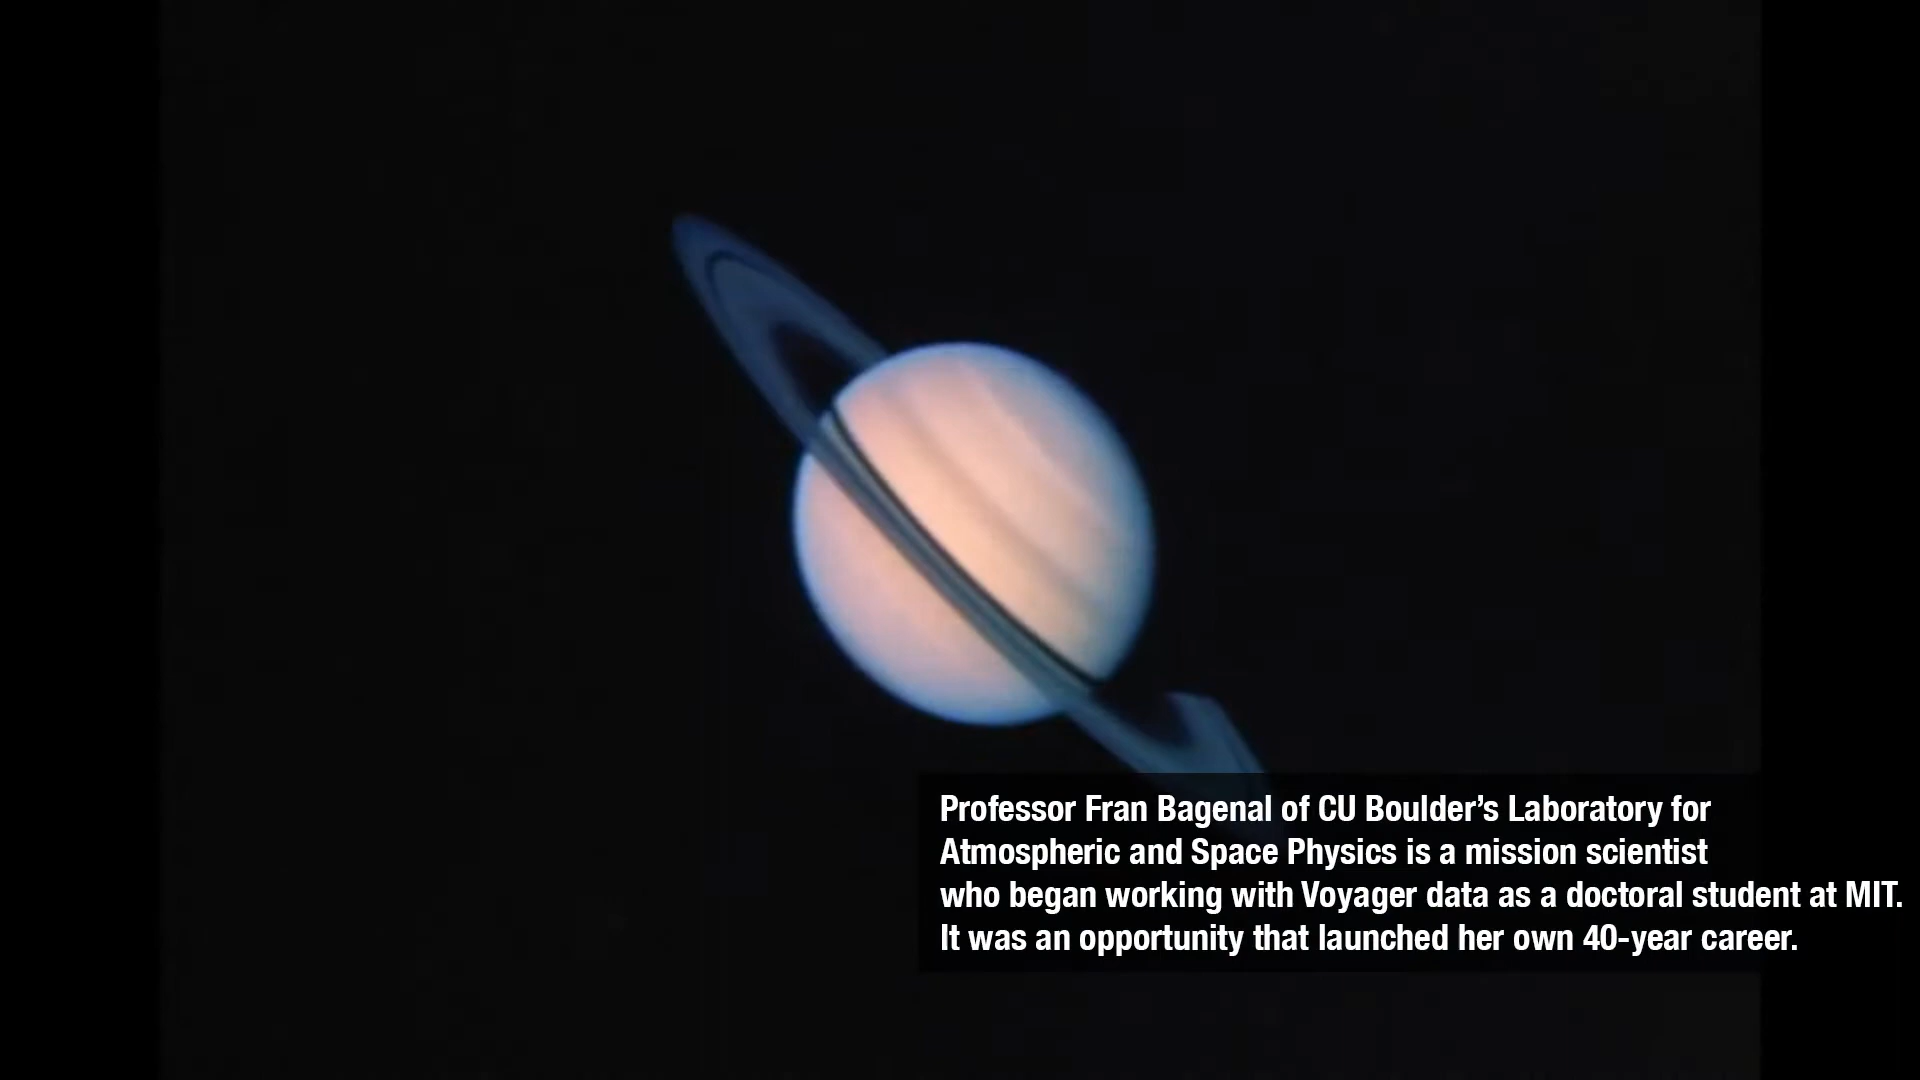 Professor Fran Bagenal of CU Boulder’s Laboratory for
Atmospheric and Space Physics is a mission scientist
who began working with Voyager data as a doctoral student at MIT.
It was an opportunity that launched her own 40-year career.